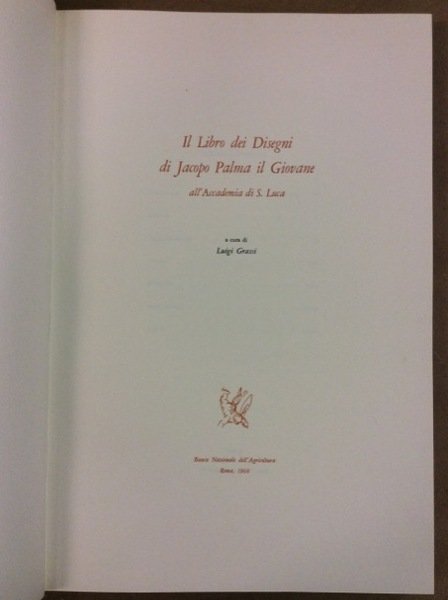 Il Libro dei Disegni
di Jacopo Palma il Giovane
all'Accademia di S. Luca
a cura di
Luigi Grassi
Banca Nazionale dell'Agricoltura
Roma, 1968